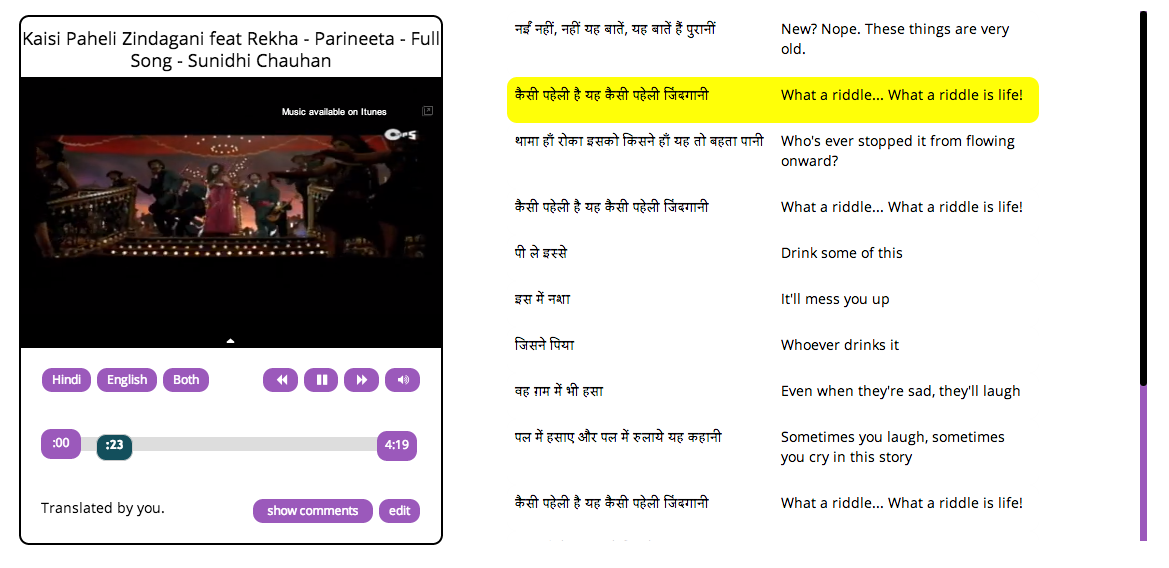 Kaisi Paheli Zindagani feat Rekha - Parineeta - Full
Song - Sunidhi Chauhan
Music available on Itunes
TIPS
Hindi
English
Both
:00
:23
4:19
Translated by you.
show comments
edit
नईं नहीं, नहीं यह बातें, यह बातें हैं पुरानीं
New? Nope. These things are very
old.
कैसी पहेली है यह कैसी पहेली जिंदगानी
What a riddle... What a riddle is life!
थामा हाँ रोका इसको किसने हाँ यह तो बहता पानी
Who's ever stopped it from flowing
onward?
कैसी पहेली है यह कैसी पहेली जिंदगानी
What a riddle... What a riddle is life!
पी ले इस्से
Drink some of this
इस में नशा
It'll mess you up
जिसने पिया
Whoever drinks it
वह ग़म में भी हसा
Even when they're sad, they'll laugh
पल में हसाए और पल में रुलाये यह कहानी
Sometimes you laugh, sometimes
you cry in this story
कैसी पहेली है यह कैसी पहेली जिंदगानी
What a riddle... What a riddle is life!